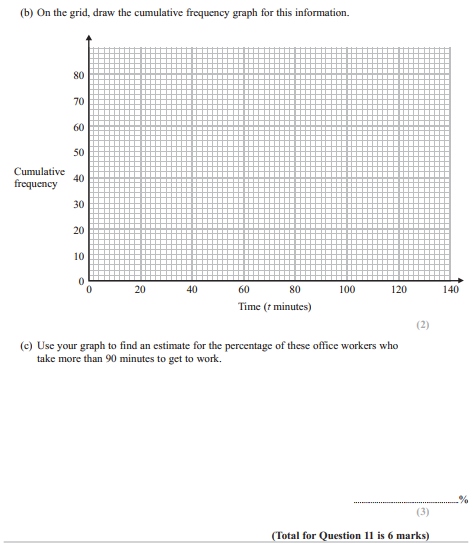 (b) On the grid, draw the cumulative frequency graph for this information.
80
70
60
50
Cumulative
frequency
40
30
20
10
0
0 20 40 60 80 100 120 140
Time (t minutes)
(2)
(c) Use your graph to find an estimate for the percentage of these office workers who
take more than 90 minutes to get to work.
%
(3)
(Total for Question 11 is 6 marks)